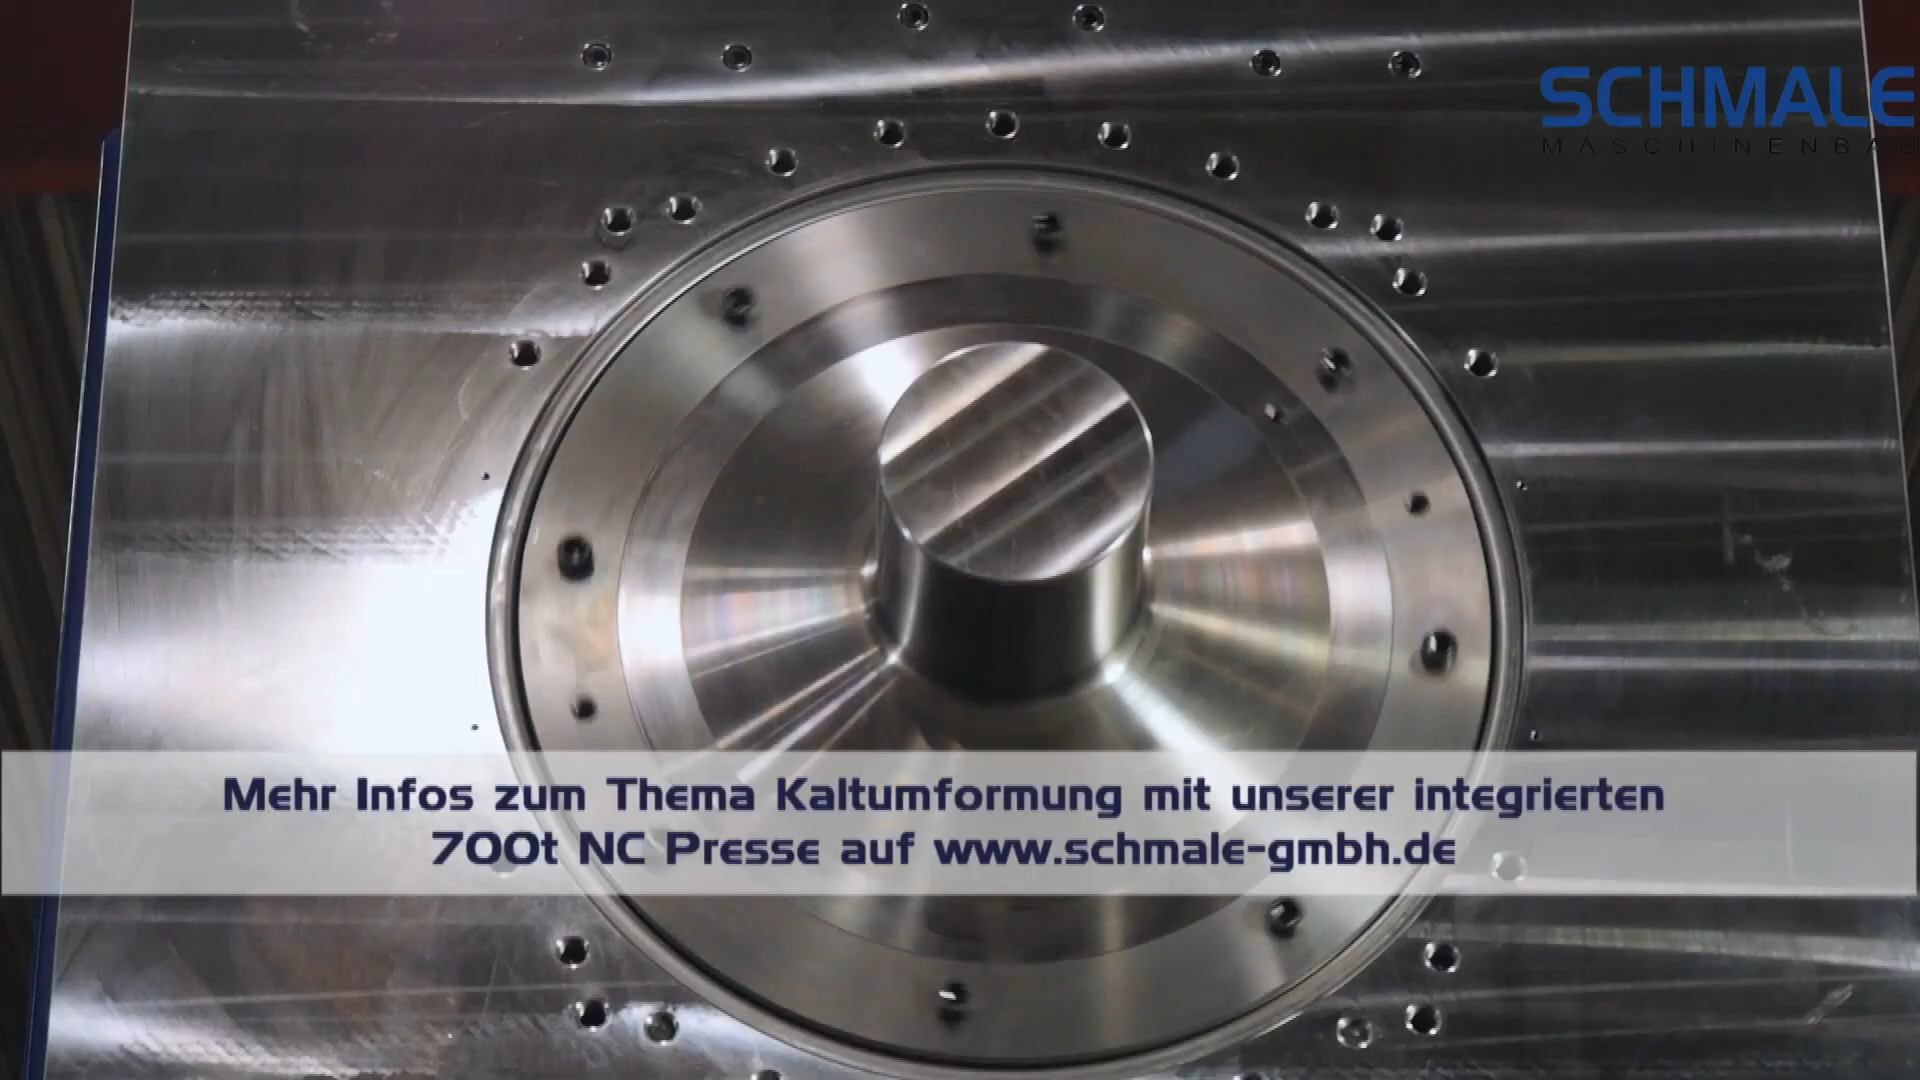 SCHMALE
MASCHINENBAU
Mehr Infos zum Thema Kaltumformung mit unserer integrierten
700t NC Presse auf www.schmale-gmbh.de